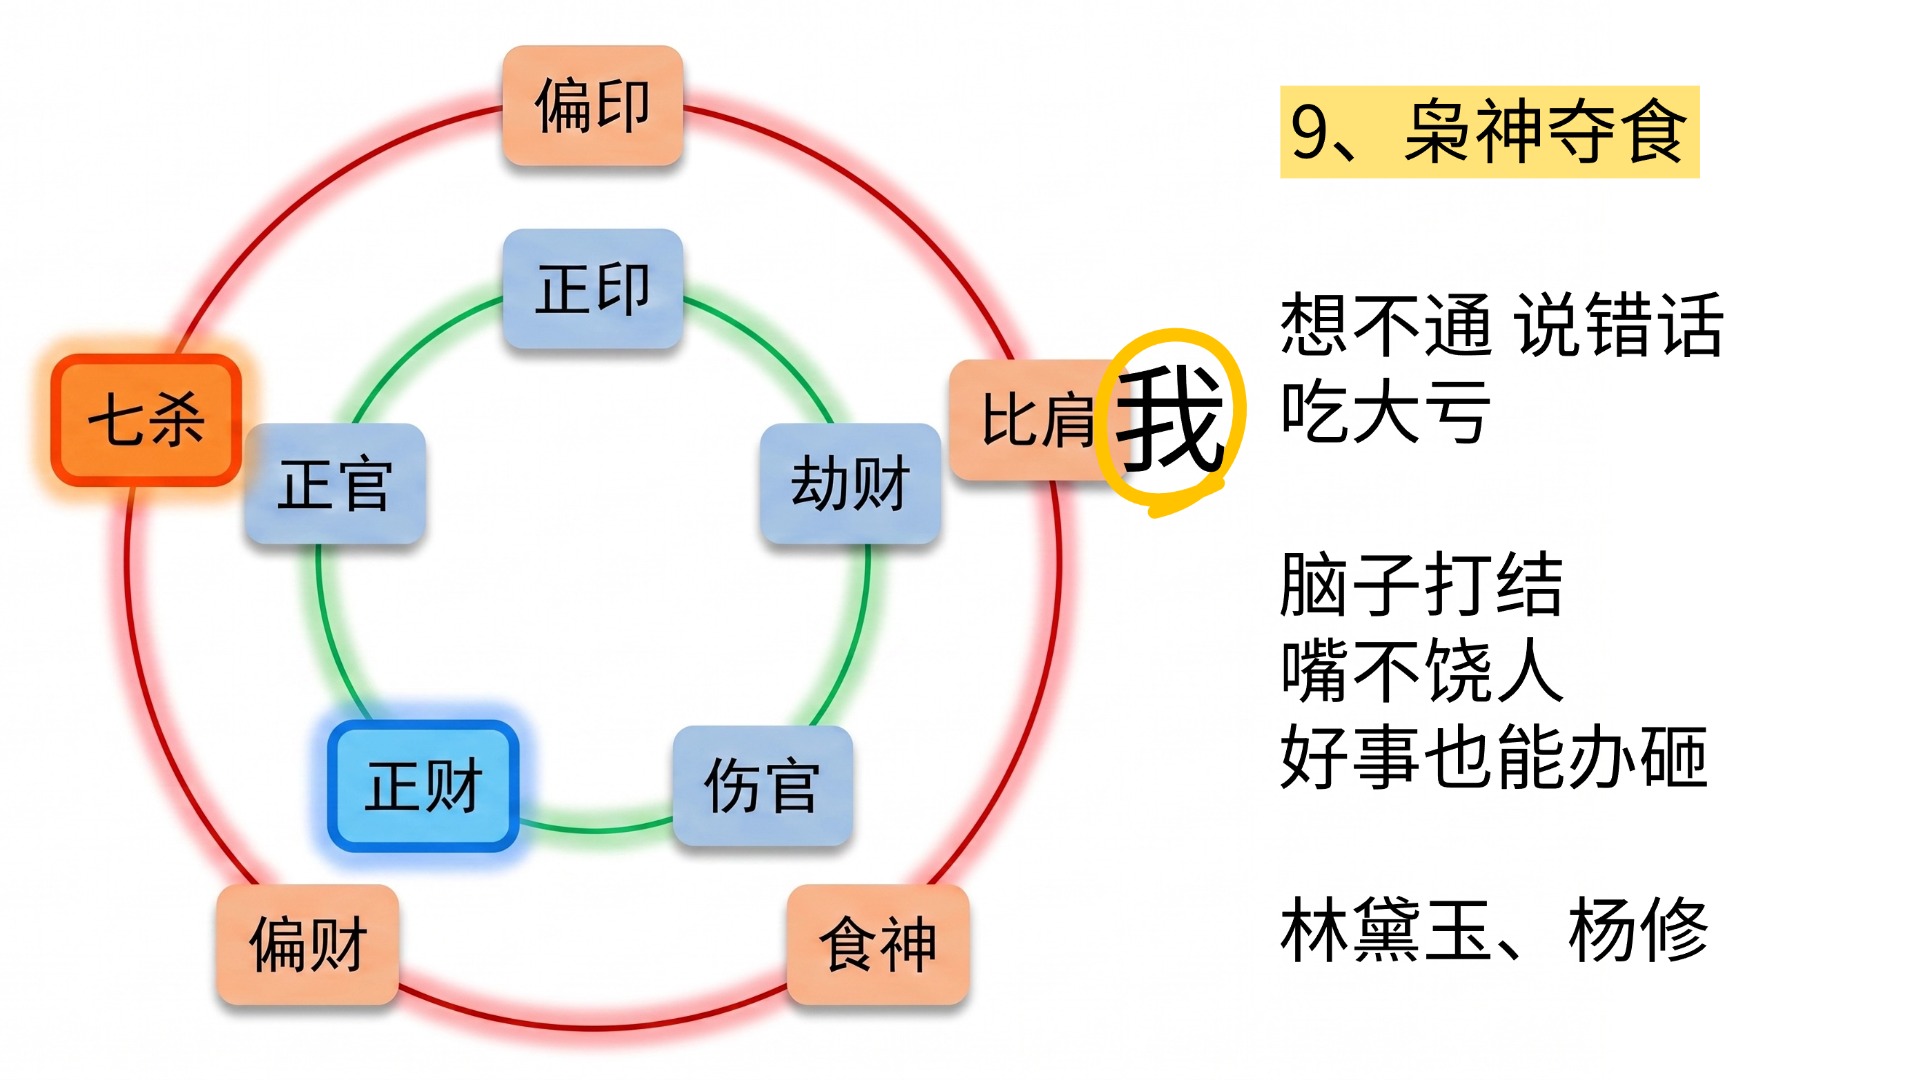 偏印
正印
七杀
正官
劫财
比肩
我
正财
伤官
偏财
食神
9、枭神夺食
想不通 说错话
吃大亏
脑子打结
嘴不饶人
好事也能办砸
林黛玉、杨修